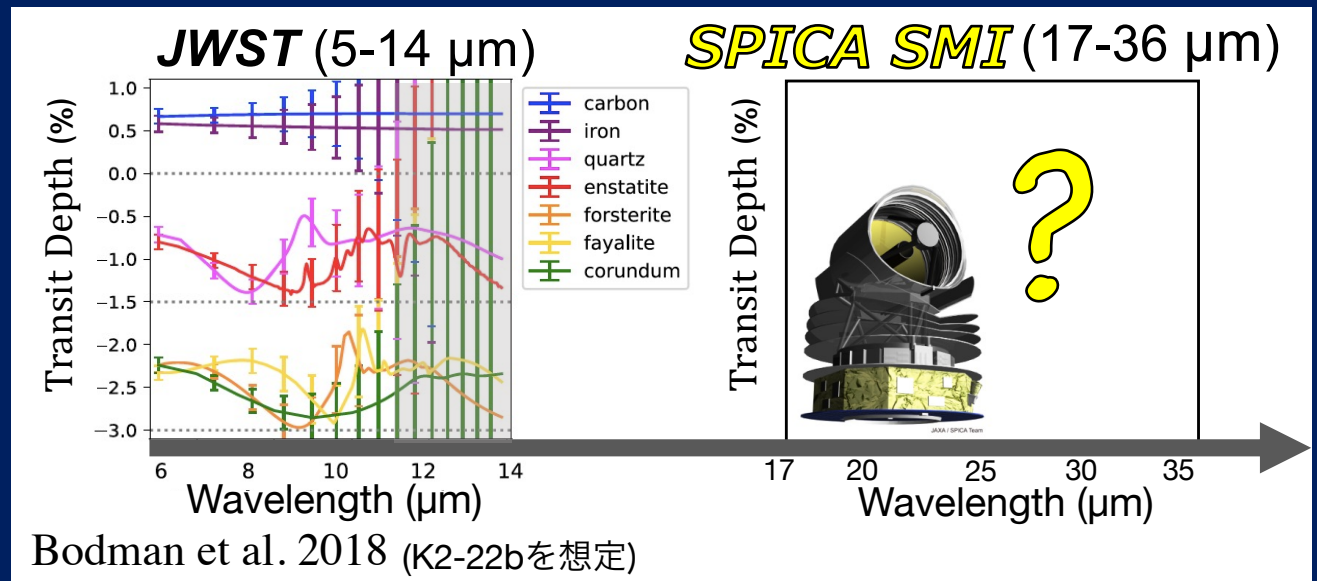 JWST (5-14 μm)
SPICA SMI (17-36 μm)
Transit Depth (%)
1.0
0.5
0.0
−0.5
−1.0
−1.5
−2.0
−2.5
−3.0
carbon
iron
quartz
enstatite
forsterite
fayalite
corundum
6 8 10 12 14
Wavelength (μm)
Transit Depth (%)
?
JAXA / SPICA Team
17 20 25 30 35
Wavelength (μm)
Bodman et al. 2018 (K2-22bを想定)